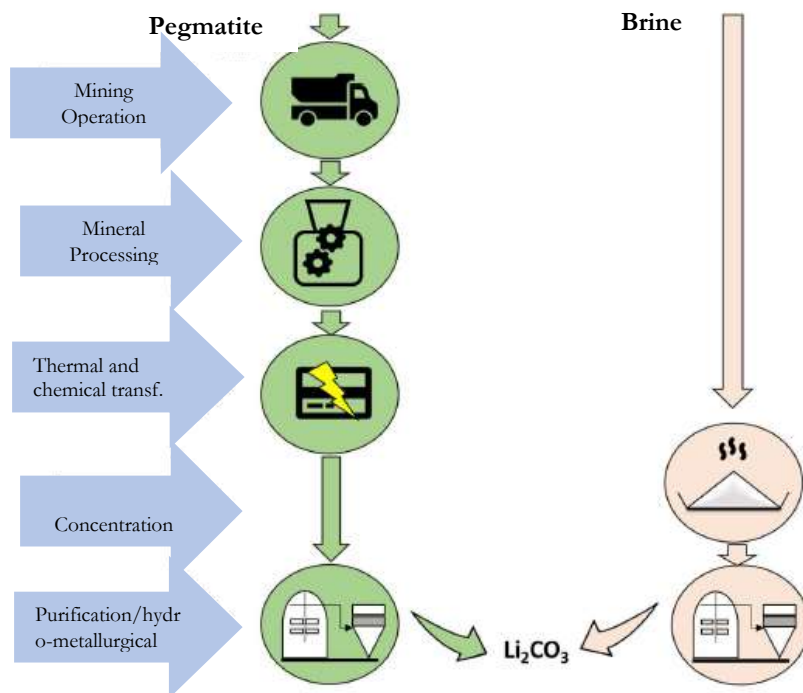 Pegmatite
Brine
Mining
Operation
Mineral
Processing
Thermal and
chemical transf.
Concentration
Purification/hydr
o-metallurgical
Li₂CO₃